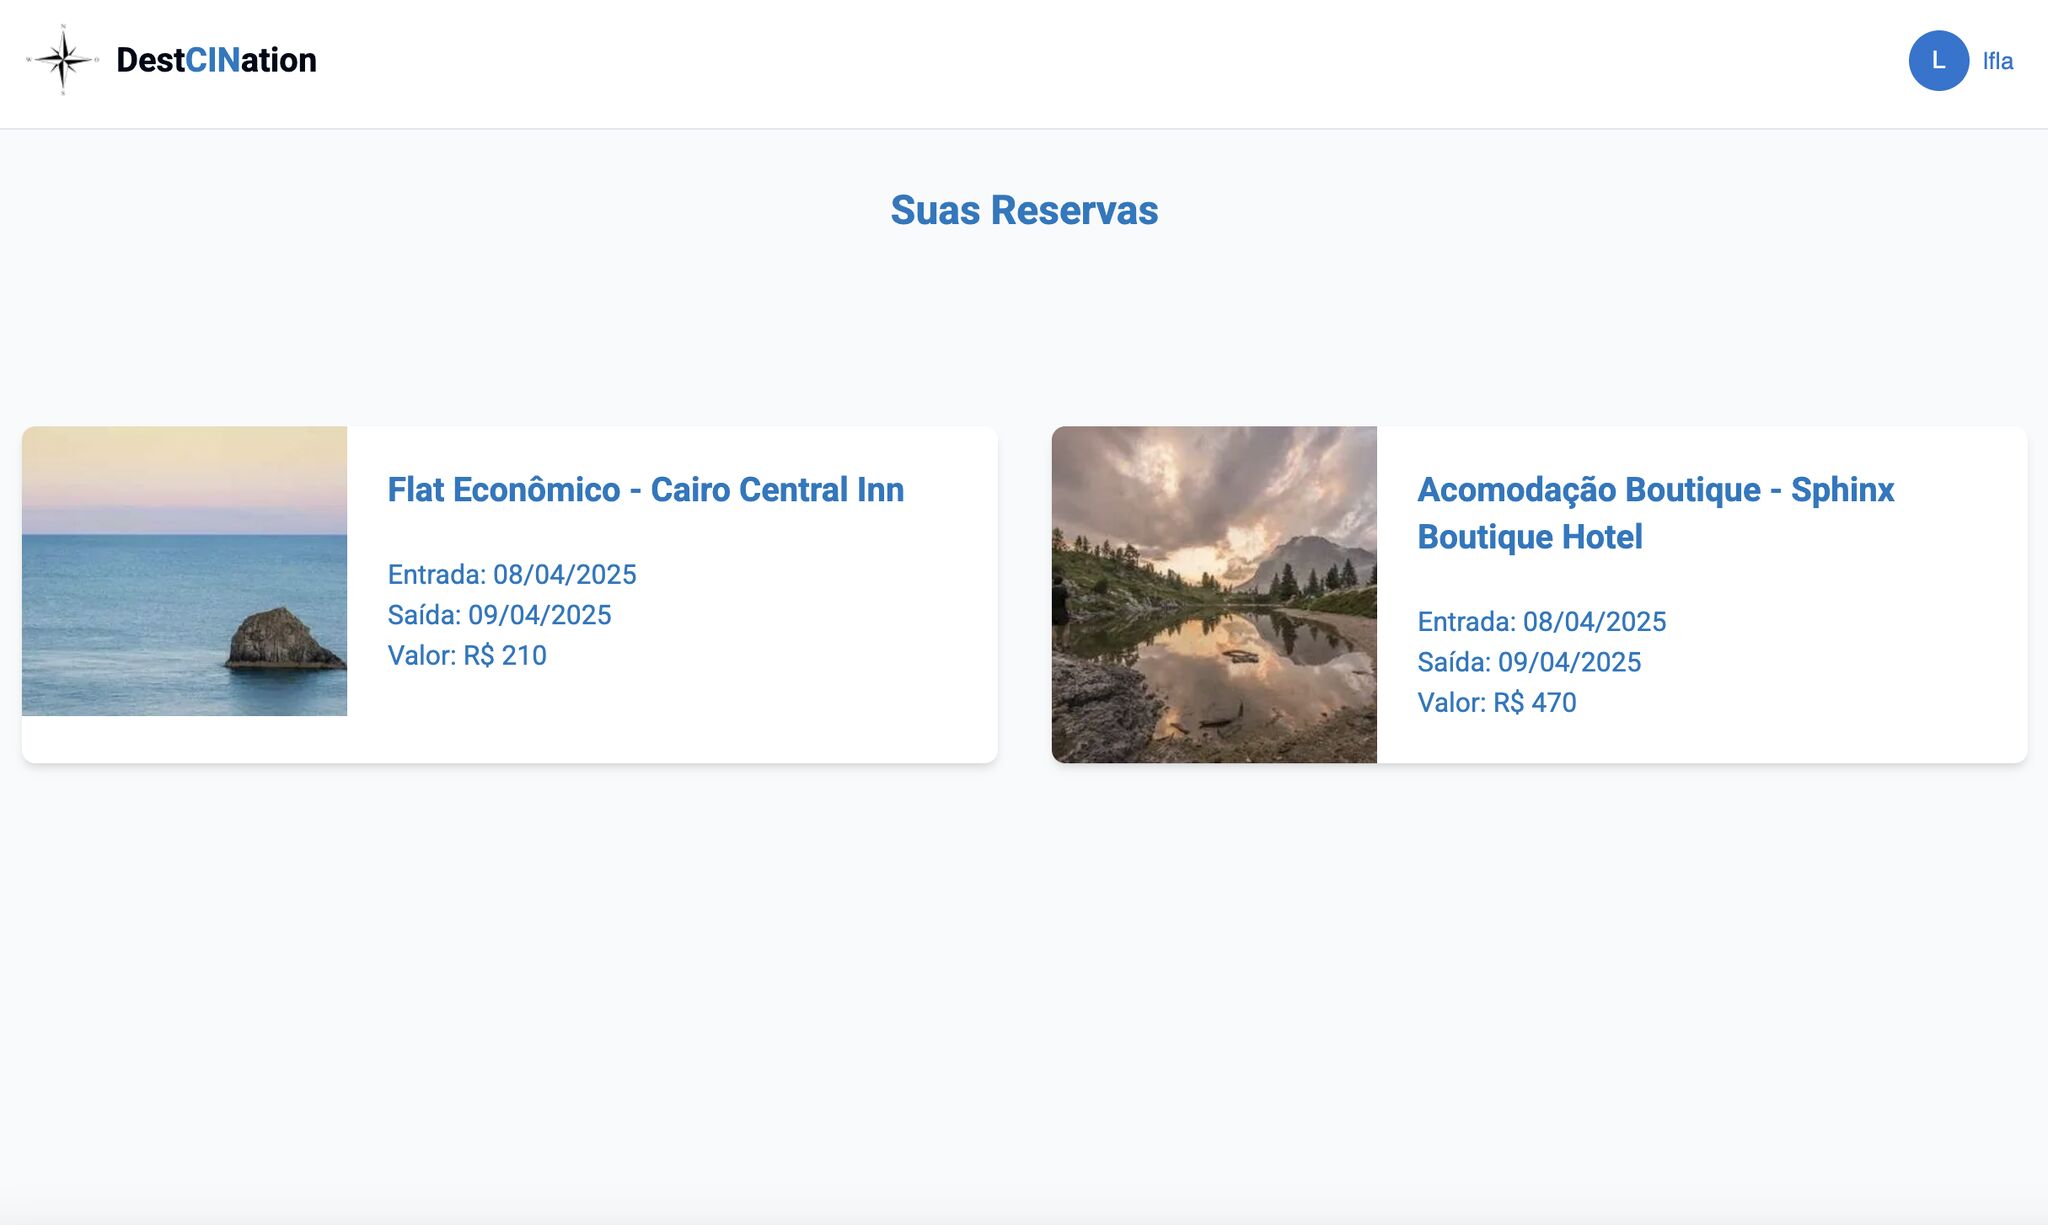 DestCINation
L lfla
Suas Reservas
Flat Econômico - Cairo Central Inn
Entrada: 08/04/2025
Saída: 09/04/2025
Valor: R$ 210
Acomodação Boutique - Sphinx
Boutique Hotel
Entrada: 08/04/2025
Saída: 09/04/2025
Valor: R$ 470